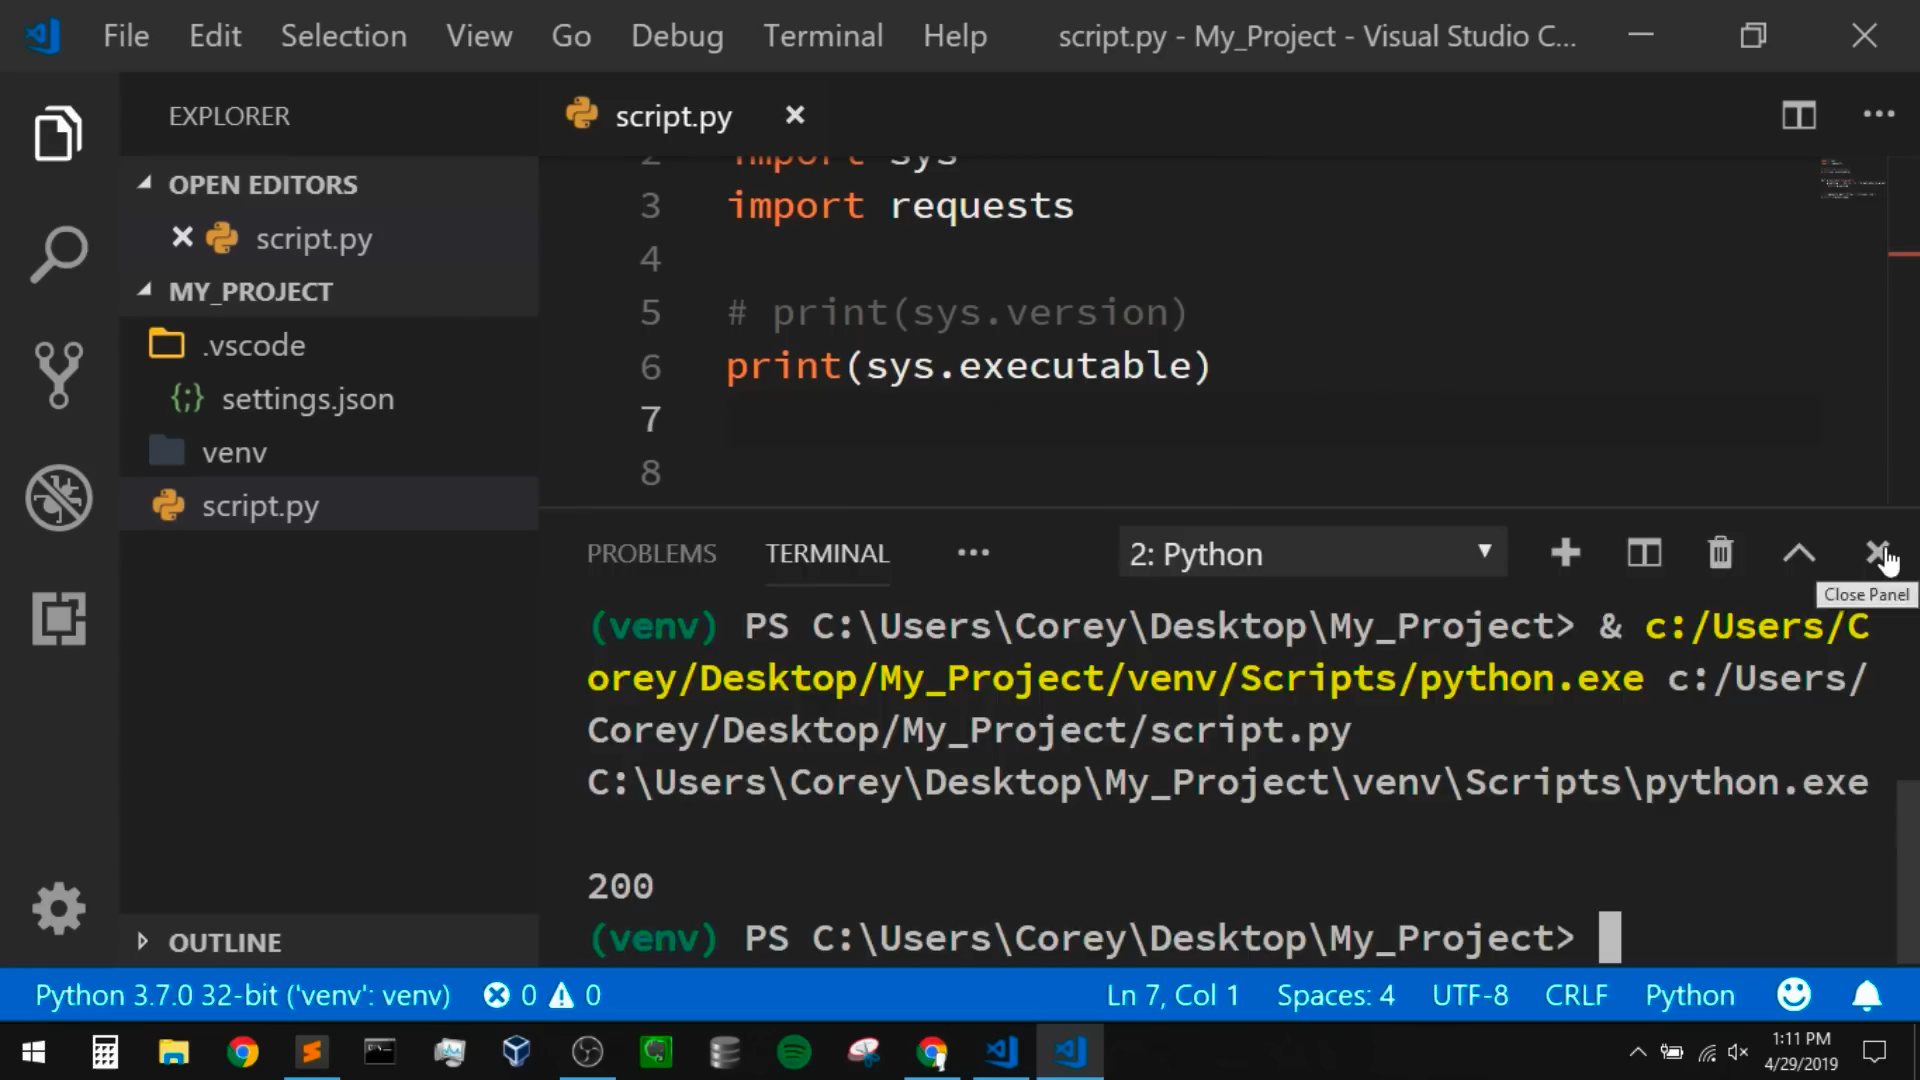 File Edit Selection View Go Debug Terminal Help script.py - My_Project - Visual Studio C...
EXPLORER
script.py
OPEN EDITORS
script.py
MY_PROJECT
.vscode
settings.json
venv
script.py
OUTLINE
2 import sys
3 import requests
4
5 # print(sys.version)
6 print(sys.executable)
7
8
PROBLEMS TERMINAL ... 2: Python
Close Panel
(venv) PS C:\Users\Corey\Desktop\My_Project> & c:/Users/C
orey/Desktop/My_Project/venv/Scripts/python.exe c:/Users/
Corey/Desktop/My_Project/script.py
C:\Users\Corey\Desktop\My_Project\venv\Scripts\python.exe
200
(venv) PS C:\Users\Corey\Desktop\My_Project>
Python 3.7.0 32-bit ('venv': venv) 0 0 Ln 7, Col 1 Spaces: 4 UTF-8 CRLF Python
1:11 PM
4/29/2019